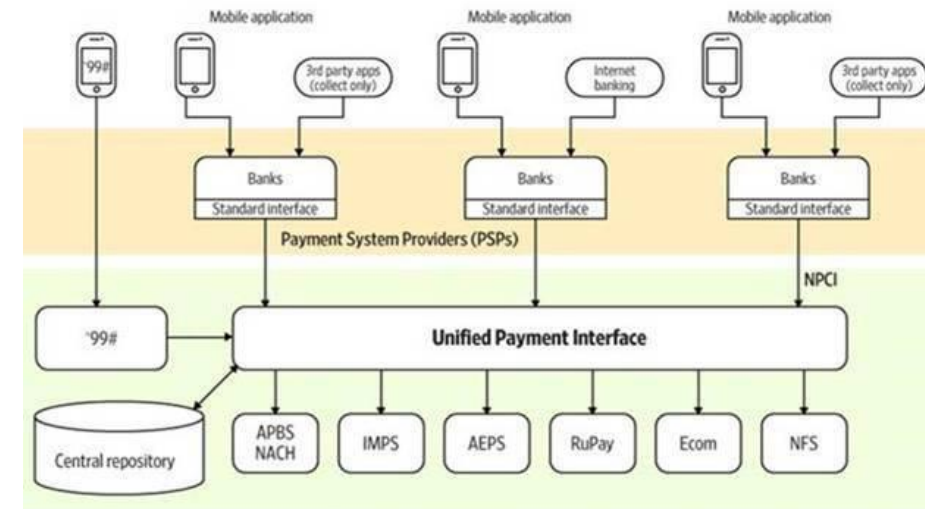 Mobile application
Mobile application
Mobile application
*99#
3rd party apps
(collect only)
Internet
banking
3rd party apps
(collect only)
Banks
Standard interface
Banks
Standard interface
Banks
Standard interface
Payment System Providers (PSPs)
NPCI
*99#
Unified Payment Interface
Central repository
APBS
NACH
IMPS
AEPS
RuPay
Ecom
NFS